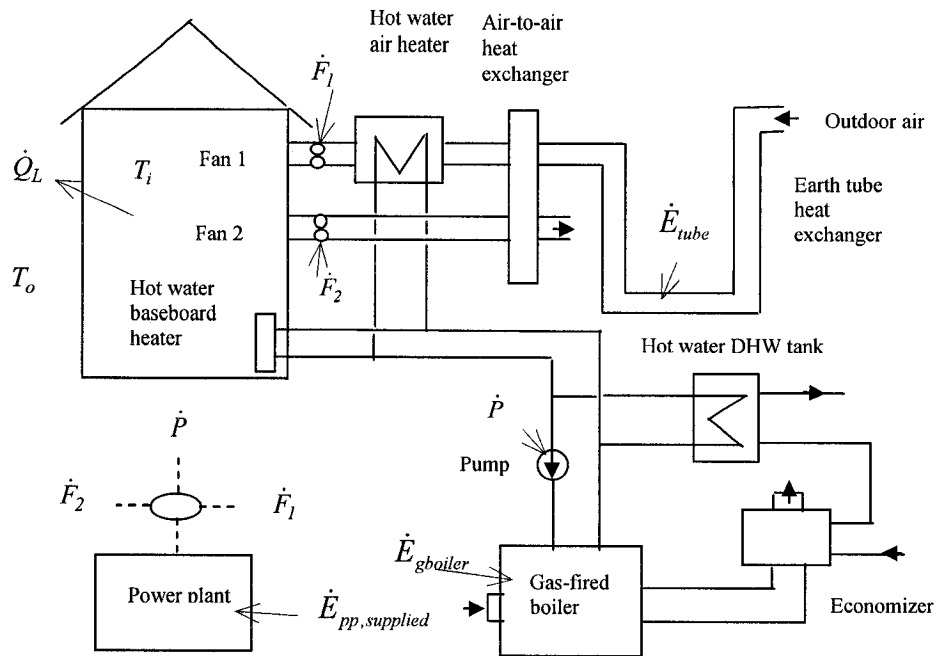 Hot water
air heater
Air-to-air
heat
exchanger
Ḟ1
Outdoor air
Fan 1
Q̇L
Ti
Earth tube
heat
exchanger
Ėtube
Fan 2
To
Ḟ2
Hot water
baseboard
heater
Hot water DHW tank
Ṗ
Pump
Ṗ
Ḟ2
Ḟ1
Ėgboiler
Gas-fired
boiler
Economizer
Power plant
Ėpp,supplied